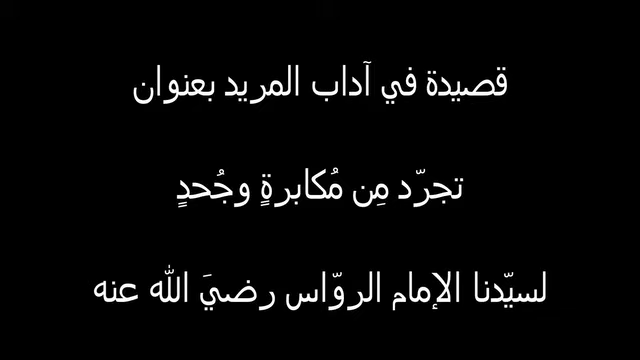 قصيدة في آداب المريد بعنوان
تجرّد مِن مُكابرةٍ وجُحدٍ
لسيّدنا الإمام الروّاس رضيَ الله عنه